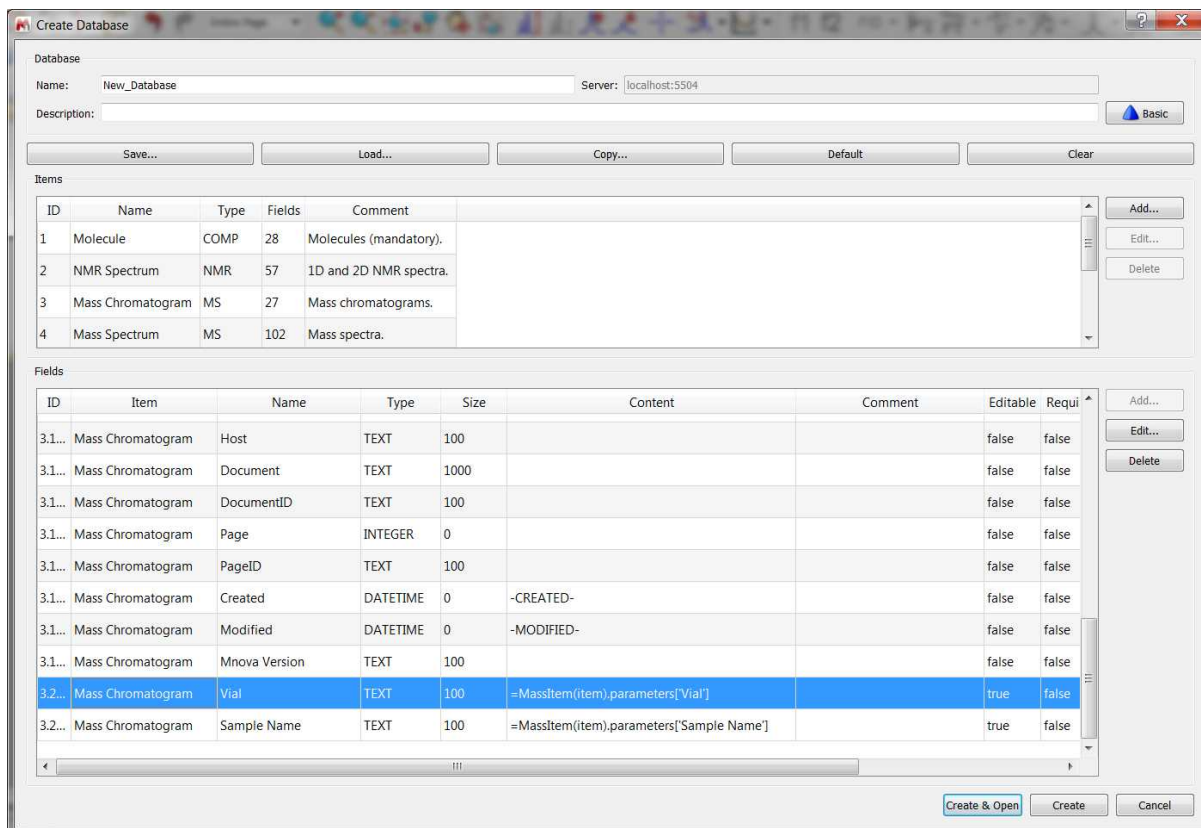 Create Database
Database
Name: New_Database Server: localhost:5504
Description: Basic
Save... Load... Copy... Default Clear
Items
ID Name Type Fields Comment Add...
1 Molecule COMP 28 Molecules (mandatory). Edit...
2 NMR Spectrum NMR 57 1D and 2D NMR spectra. Delete
3 Mass Chromatogram MS 27 Mass chromatograms.
4 Mass Spectrum MS 102 Mass spectra.
Fields
ID Item Name Type Size Content Comment Editable Requi Add...
3.1... Mass Chromatogram Host TEXT 100 false false Edit...
3.1... Mass Chromatogram Document TEXT 1000 false false Delete
3.1... Mass Chromatogram DocumentID TEXT 100 false false
3.1... Mass Chromatogram Page INTEGER 0 false false
3.1... Mass Chromatogram PageID TEXT 100 false false
3.1... Mass Chromatogram Created DATETIME 0 -CREATED- false false
3.1... Mass Chromatogram Modified DATETIME 0 -MODIFIED- false false
3.1... Mass Chromatogram Mnova Version TEXT 100 false false
3.2... Mass Chromatogram Vial TEXT 100 =MassItem(item).parameters['Vial'] true false
3.2... Mass Chromatogram Sample Name TEXT 100 =MassItem(item).parameters['Sample Name'] true false
Create & Open Create Cancel